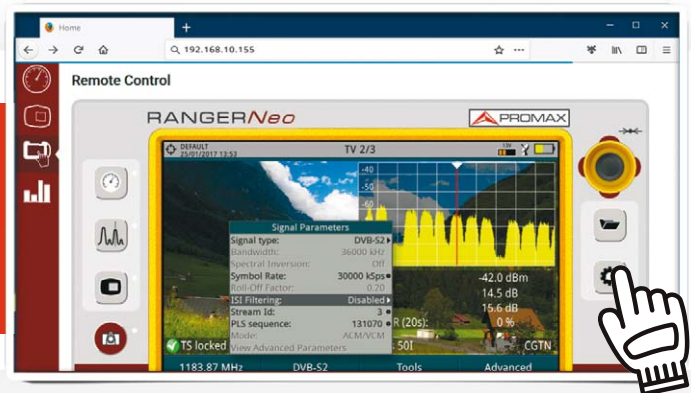 Home
192.168.10.155
Remote Control
RANGERNeo
PROMAX
DEFAULT
25/01/2017 13:53
TV 2/3
13V
-40
-50
-60
Signal Parameters
Signal type: DVB-S2
Bandwidth: 36000 kHz
Spectral Inversion: Off
Symbol Rate: 30000 kSps
Roll-Off Factor: 0.20
ISI Filtering: Disabled
Stream Id: 3
PLS sequence: 131070
Mode: ACM/VCM
View Advanced Parameters
-42.0 dBm
14.5 dB
15.6 dB
R (20s): 0 %
TS locked
50I
CGTN
1183.87 MHz DVB-S2 Tools Advanced